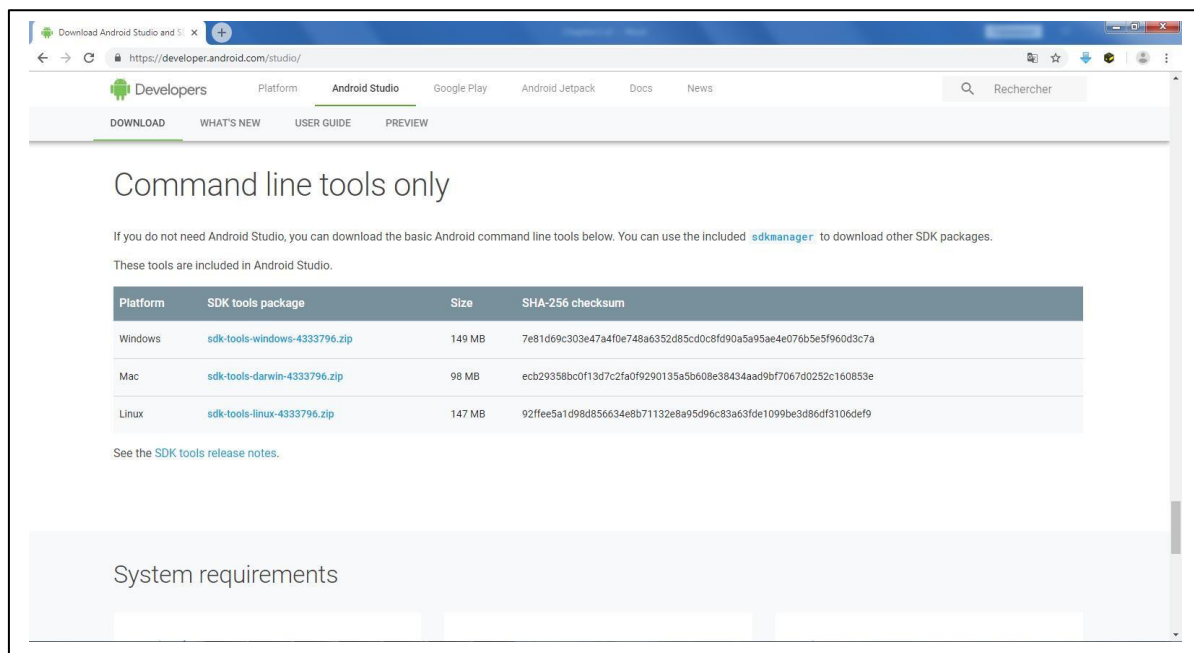 Download Android Studio and S
https://developer.android.com/studio/
Developers Platform Android Studio Google Play Android Jetpack Docs News Rechercher
DOWNLOAD WHAT'S NEW USER GUIDE PREVIEW
Command line tools only
If you do not need Android Studio, you can download the basic Android command line tools below. You can use the included sdkmanager to download other SDK packages.
These tools are included in Android Studio.
Platform SDK tools package Size SHA-256 checksum
Windows sdk-tools-windows-4333796.zip 149 MB 7e81d69c303e47a4f0e748a6352d85cd0c8fd90a5a95ae4e076b5e5f960d3c7a
Mac sdk-tools-darwin-4333796.zip 98 MB ecb29358bc0f13d7c2fa0f9290135a5b608e38434aad9bf7067d0252c160853e
Linux sdk-tools-linux-4333796.zip 147 MB 92ffee5a1d98d856634e8b71132e8a95d96c83a63fde1099be3d86df3106def9
See the SDK tools release notes.
System requirements